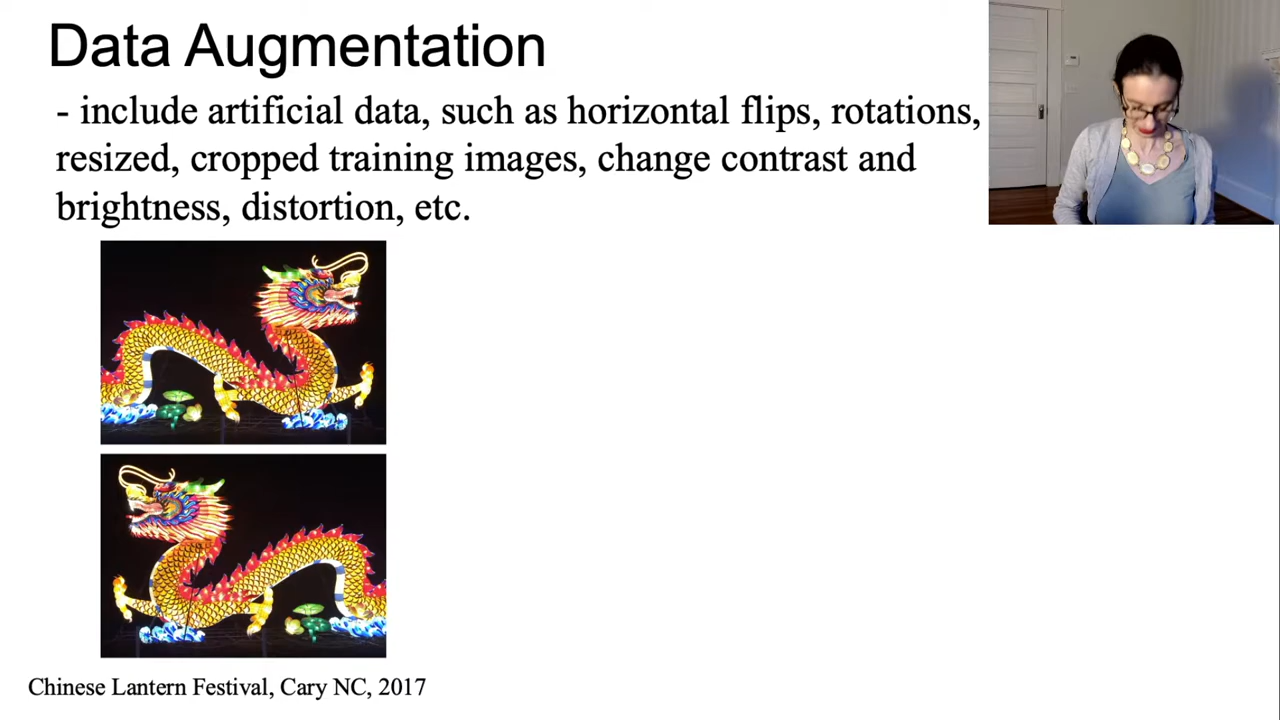 Data Augmentation
- include artificial data, such as horizontal flips, rotations,
resized, cropped training images, change contrast and
brightness, distortion, etc.
Chinese Lantern Festival, Cary NC, 2017